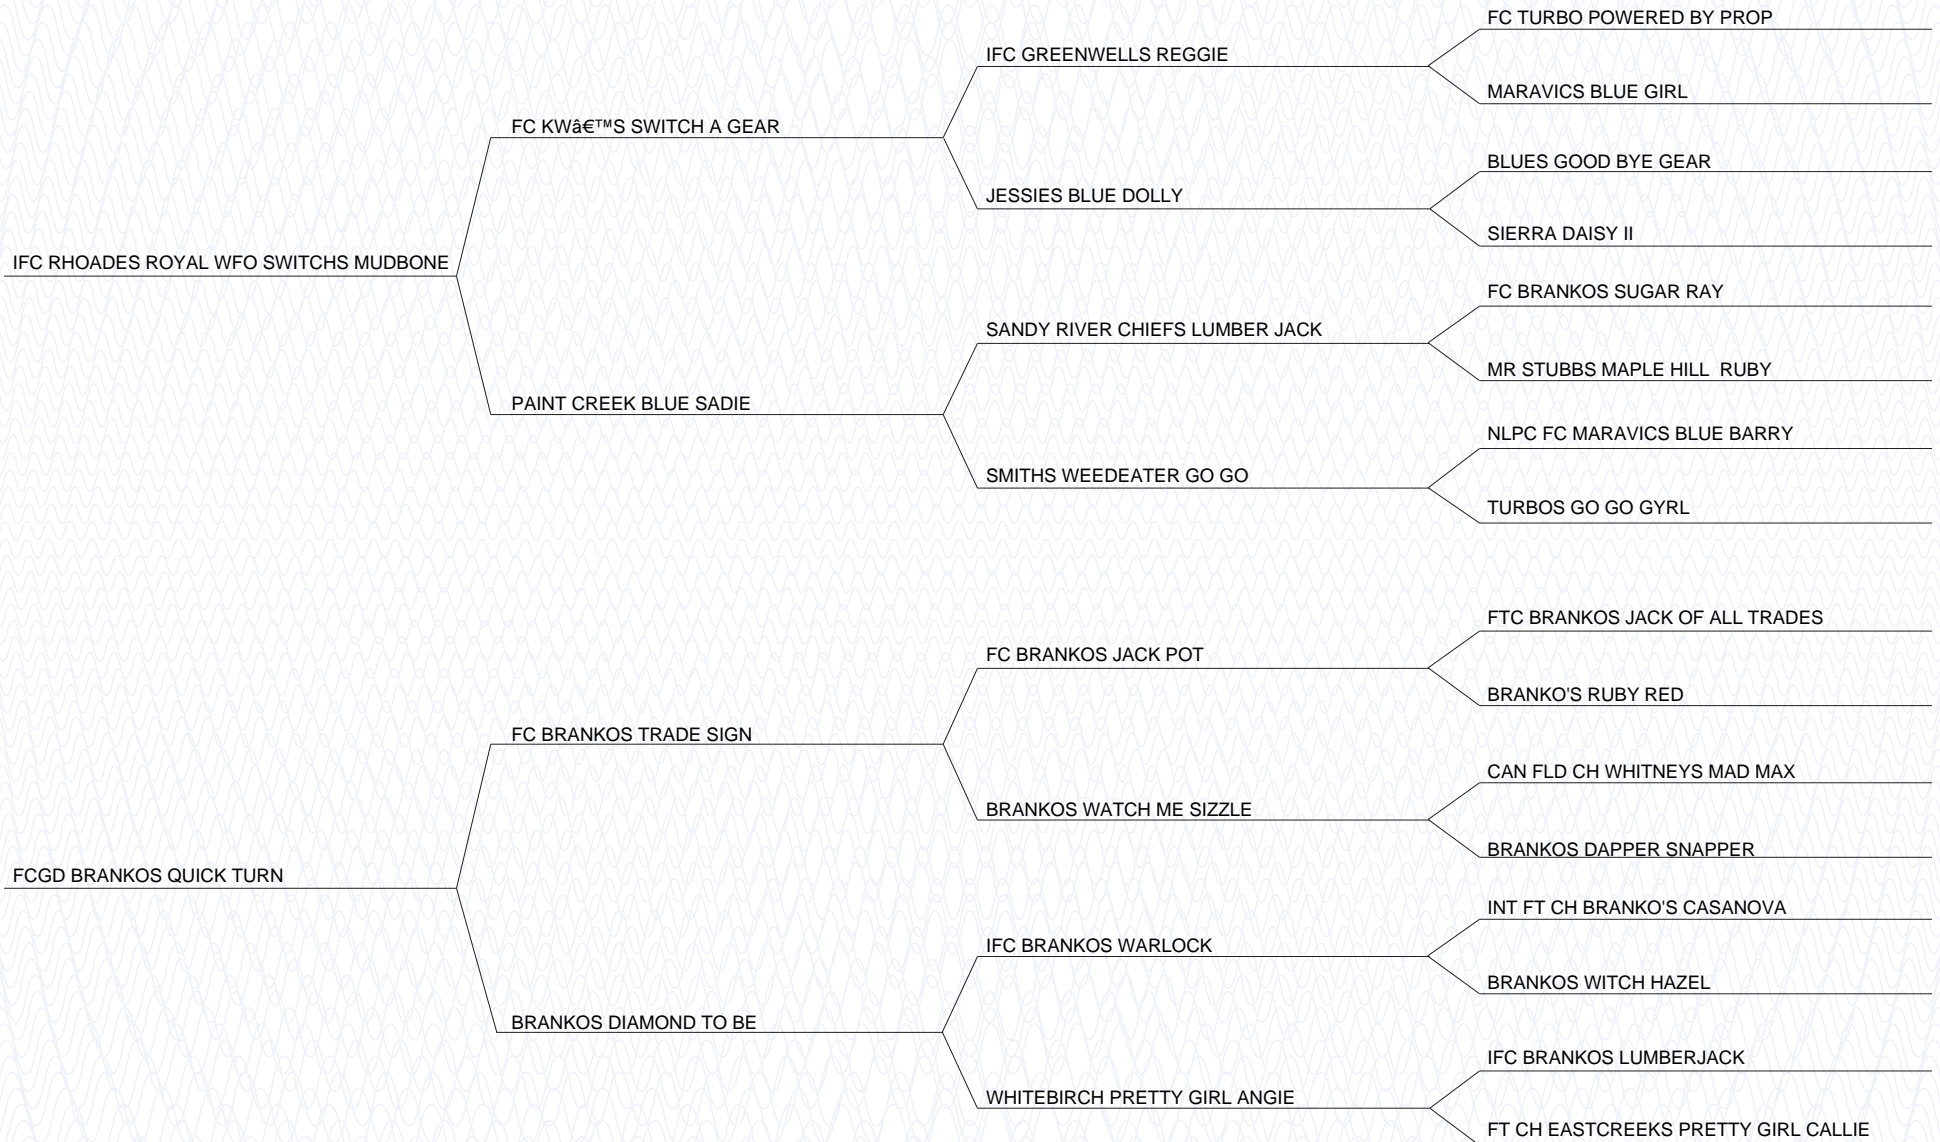 FC TURBO POWERED BY PROP
IFC GREENWELLS REGGIE
MARAVICS BLUE GIRL
FC KWâ€™S SWITCH A GEAR
BLUES GOOD BYE GEAR
JESSIES BLUE DOLLY
SIERRA DAISY II
IFC RHOADES ROYAL WFO SWITCHS MUDBONE
FC BRANKOS SUGAR RAY
SANDY RIVER CHIEFS LUMBER JACK
MR STUBBS MAPLE HILL  RUBY
PAINT CREEK BLUE SADIE
NLPC FC MARAVICS BLUE BARRY
SMITHS WEEDEATER GO GO
TURBOS GO GO GYRL
FTC BRANKOS JACK OF ALL TRADES
FC BRANKOS JACK POT
BRANKO'S RUBY RED
FC BRANKOS TRADE SIGN
CAN FLD CH WHITNEYS MAD MAX
BRANKOS WATCH ME SIZZLE
BRANKOS DAPPER SNAPPER
FCGD BRANKOS QUICK TURN
INT FT CH BRANKO'S CASANOVA
IFC BRANKOS WARLOCK
BRANKOS WITCH HAZEL
BRANKOS DIAMOND TO BE
IFC BRANKOS LUMBERJACK
WHITEBIRCH PRETTY GIRL ANGIE
FT CH EASTCREEKS PRETTY GIRL CALLIE